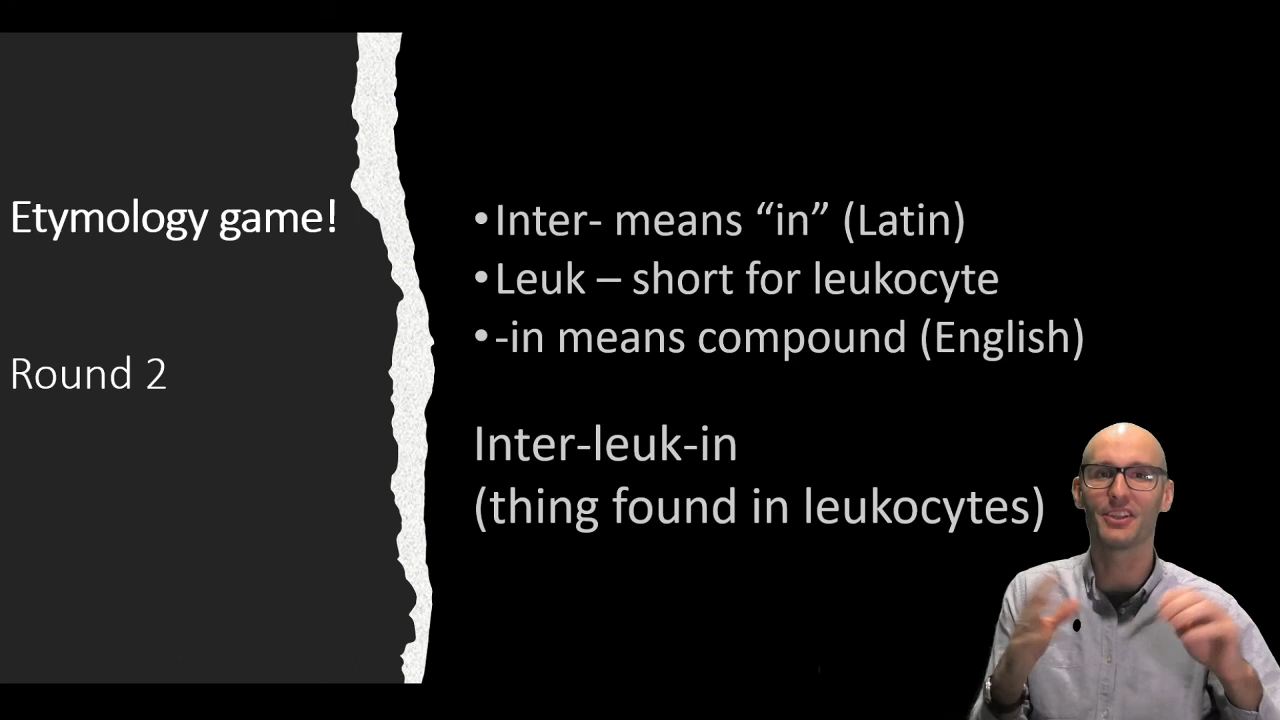 Etymology game!
Round 2
•Inter- means “in” (Latin)
•Leuk – short for leukocyte
•-in means compound (English)
Inter-leuk-in
(thing found in leukocytes)